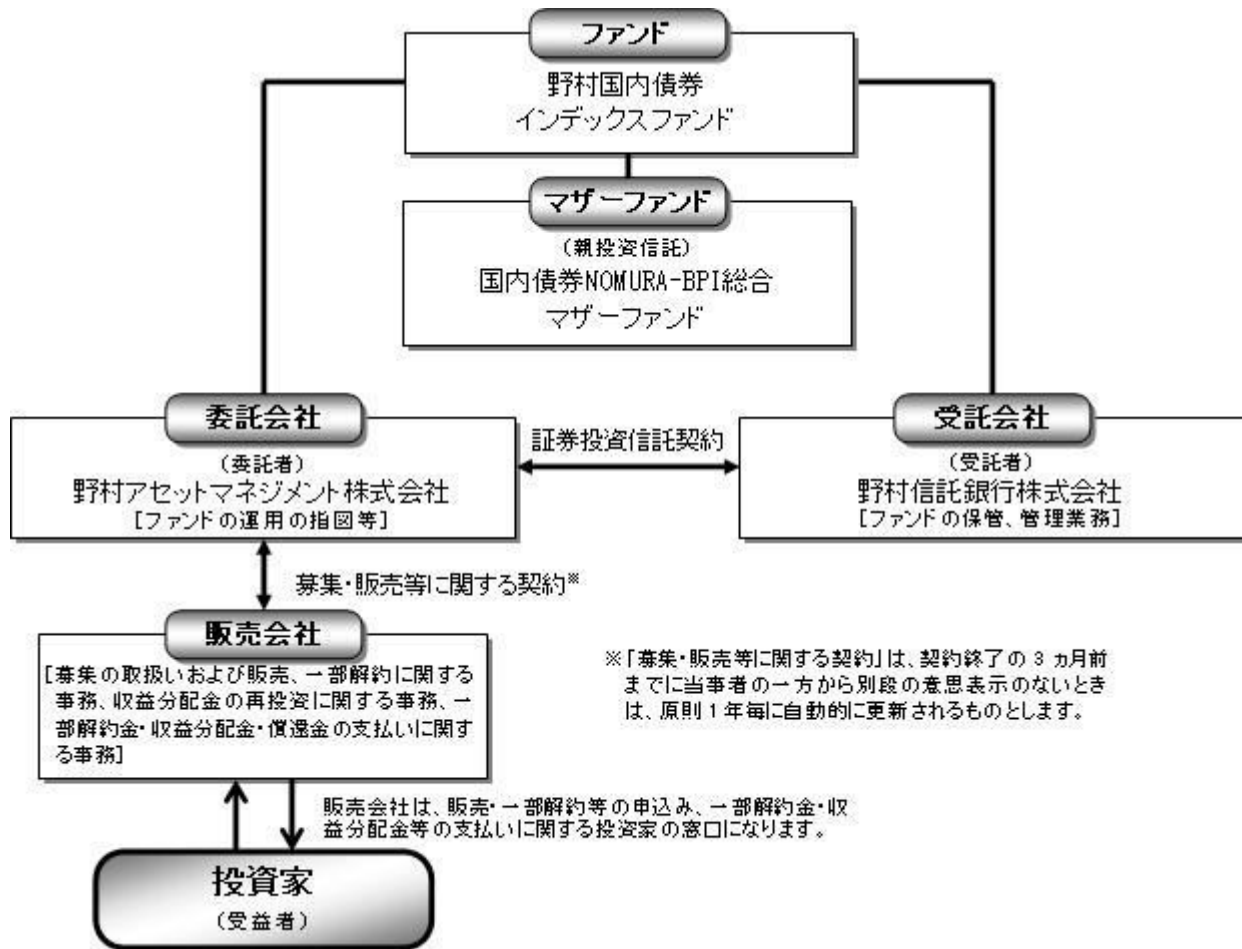 ファンド
野村国内債券
インデックスファンド
マザーファンド
（親投資信託）
国内債券NOMURA-BPI総合
マザーファンド
委託会社
（委託者）
野村アセットマネジメント株式会社
[ファンドの運用の指図等]
証券投資信託契約
受託会社
（受託者）
野村信託銀行株式会社
[ファンドの保管、管理業務]
募集・販売等に関する契約※
販売会社
[募集の取扱いおよび販売、一部解約に関する
事務、収益分配金の再投資に関する事務、一
部解約金・収益分配金・償還金の支払いに関す
る事務]
※「募集・販売等に関する契約」は、契約終了の3ヵ月前
までに当事者の一方から別段の意思表示のないとき
は、原則1年毎に自動的に更新されるものとします。
販売会社は、販売・一部解約等の申込み、一部解約金・収
益分配金等の支払いに関する投資家の窓口になります。
投資家
（受益者）